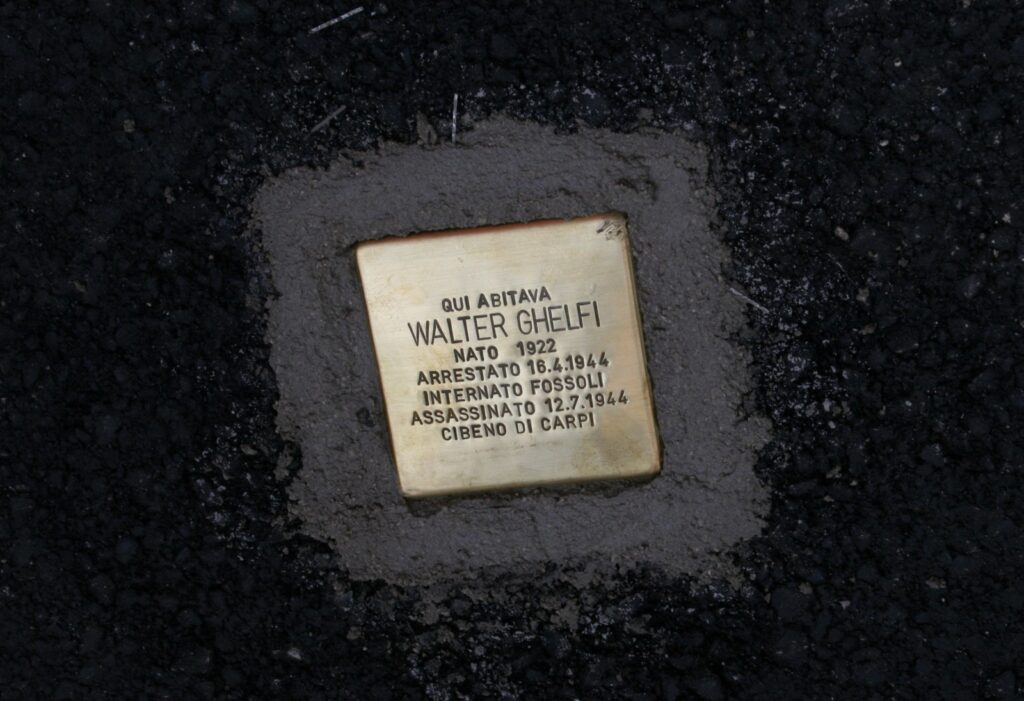 QUI ABITAVA
WALTER GHELFI
NATO 1922
ARRESTATO 16.4.1944
INTERNATO FOSSOLI
ASSASSINATO 12.7.1944
CIBENO DI CARPI